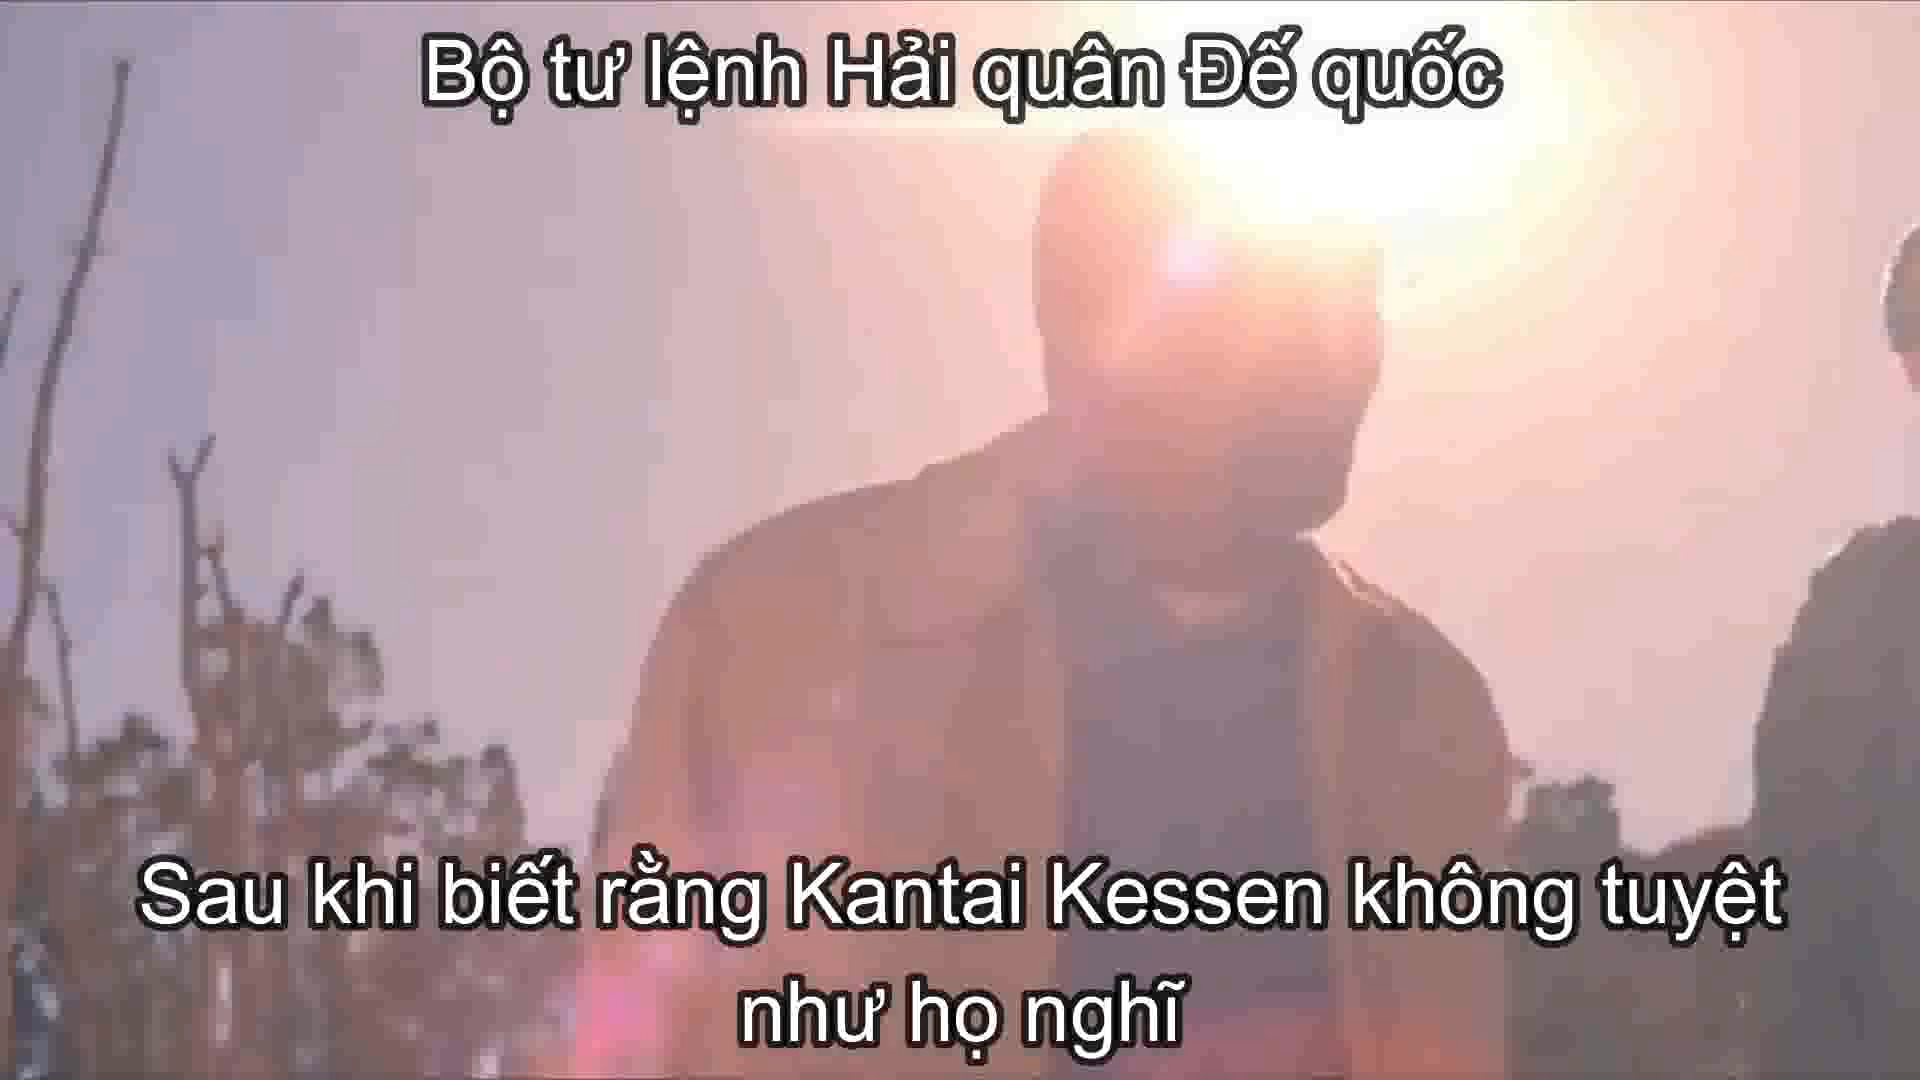 Bộ tư lệnh Hải quân Đế quốc
Sau khi biết rằng Kantai Kessen không tuyệt
như họ nghĩ